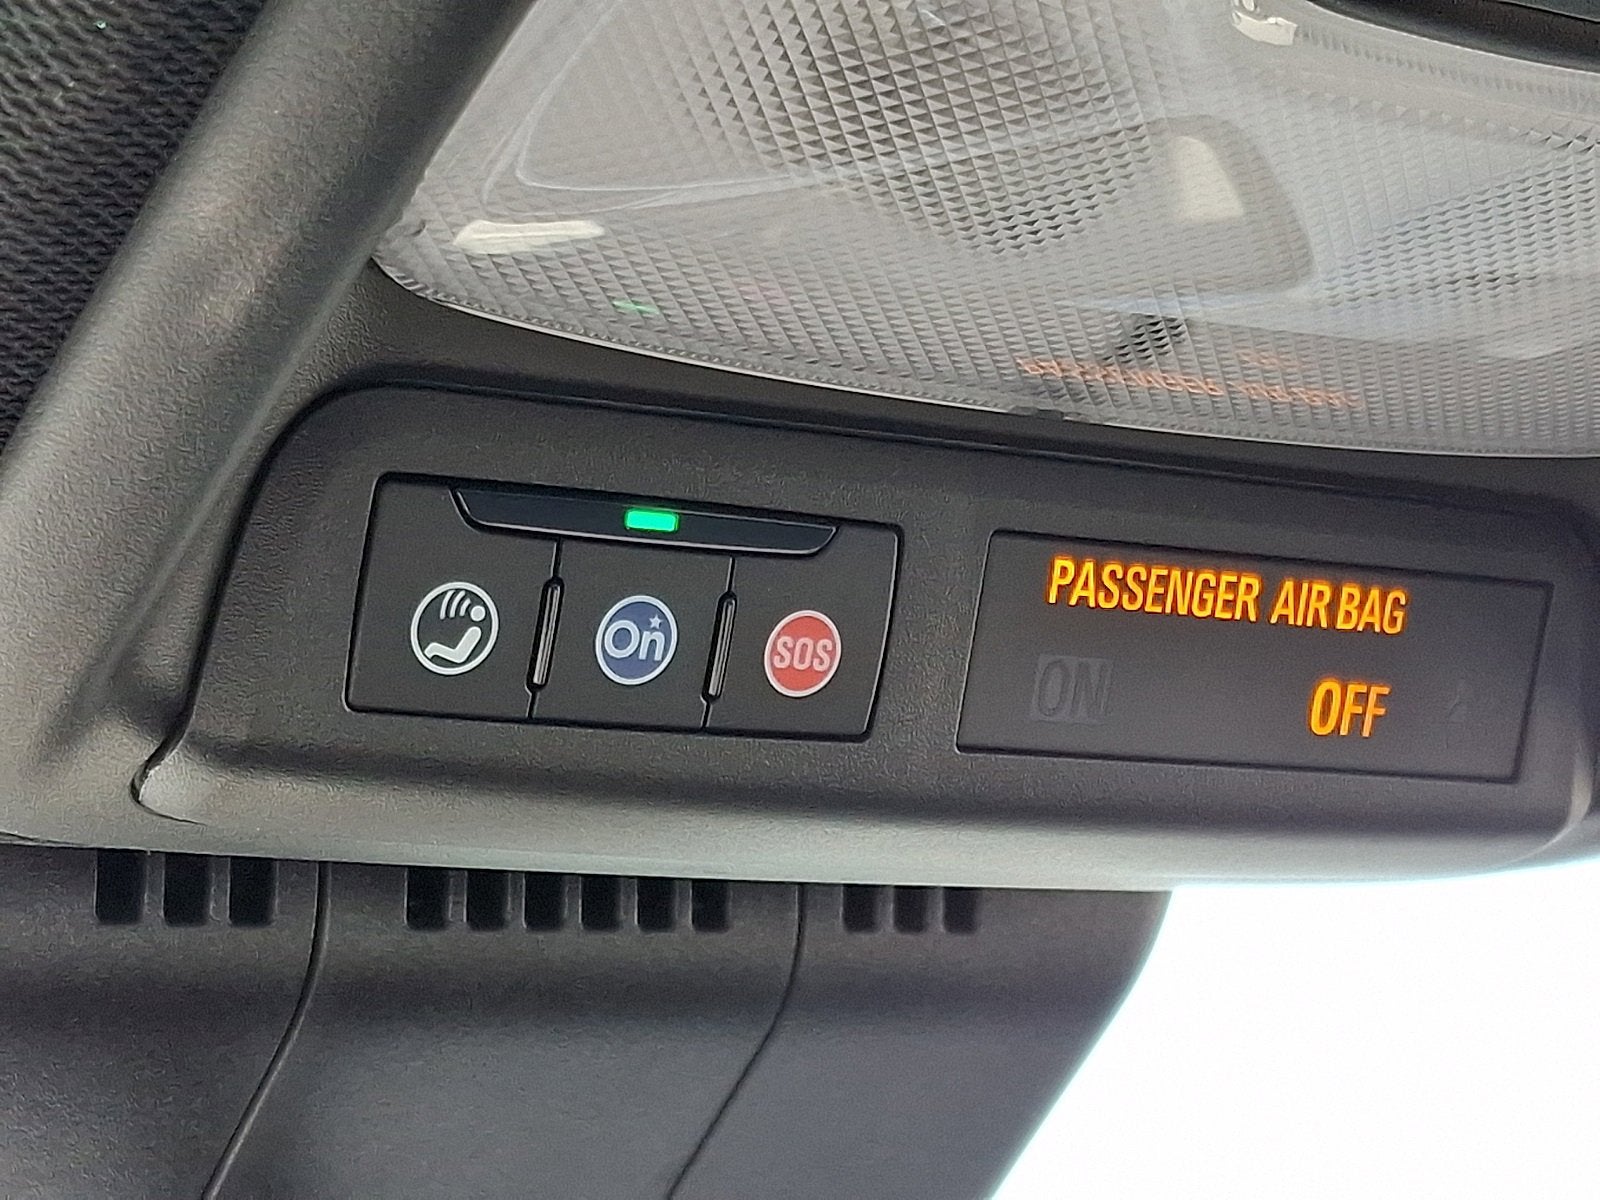 PASSENGER AIR BAG
On
SOS
ON
OFF